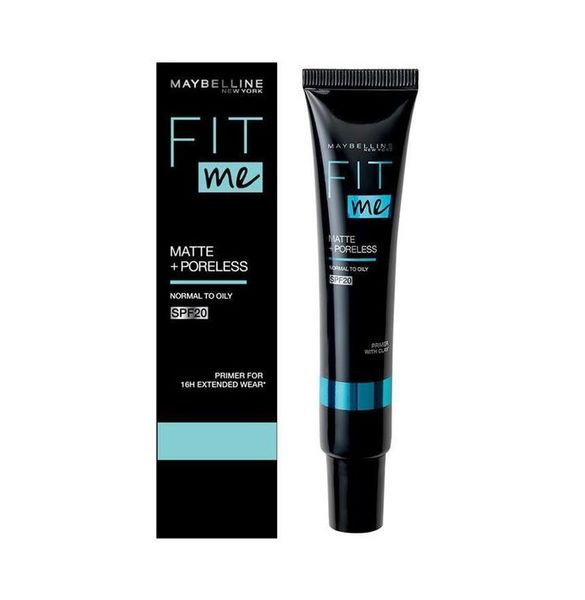 MAYBELLINE
NEW YORK
FIT
me
MATTE
+ PORELESS
NORMAL TO OILY
SPF20
PRIMER FOR
16H EXTENDED WEAR*
MAYBELLINE
NEW YORK
FIT
me
MATTE
+ PORELESS
NORMAL TO OILY
SPF20
PRIMER
WITH CLAY